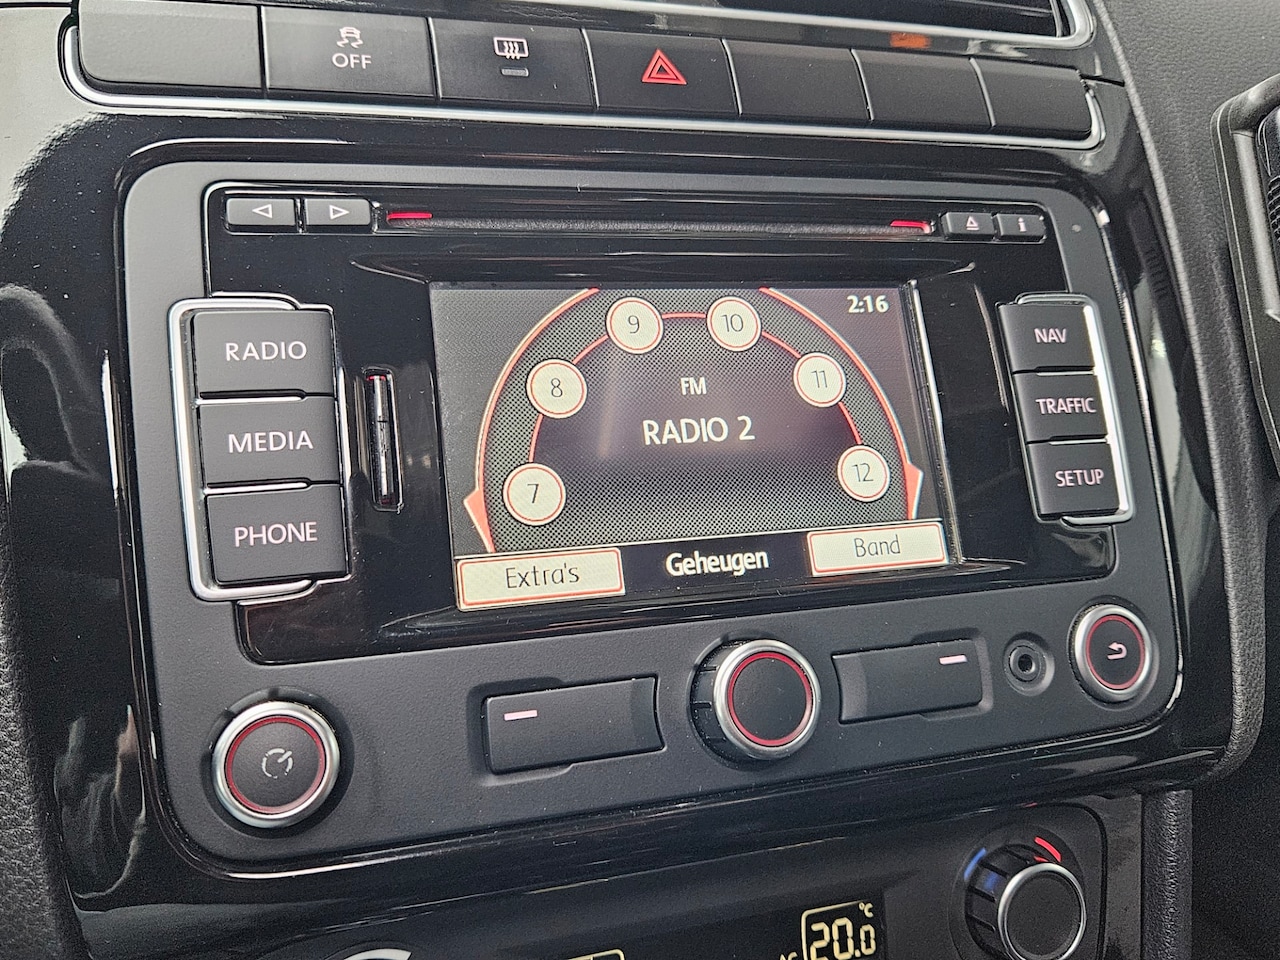 OFF
RADIO
MEDIA
PHONE
NAV
TRAFFIC
SETUP
i
2:16
7
8
9
10
11
12
FM
RADIO 2
Extra's
Geheugen
Band
20.0 °C